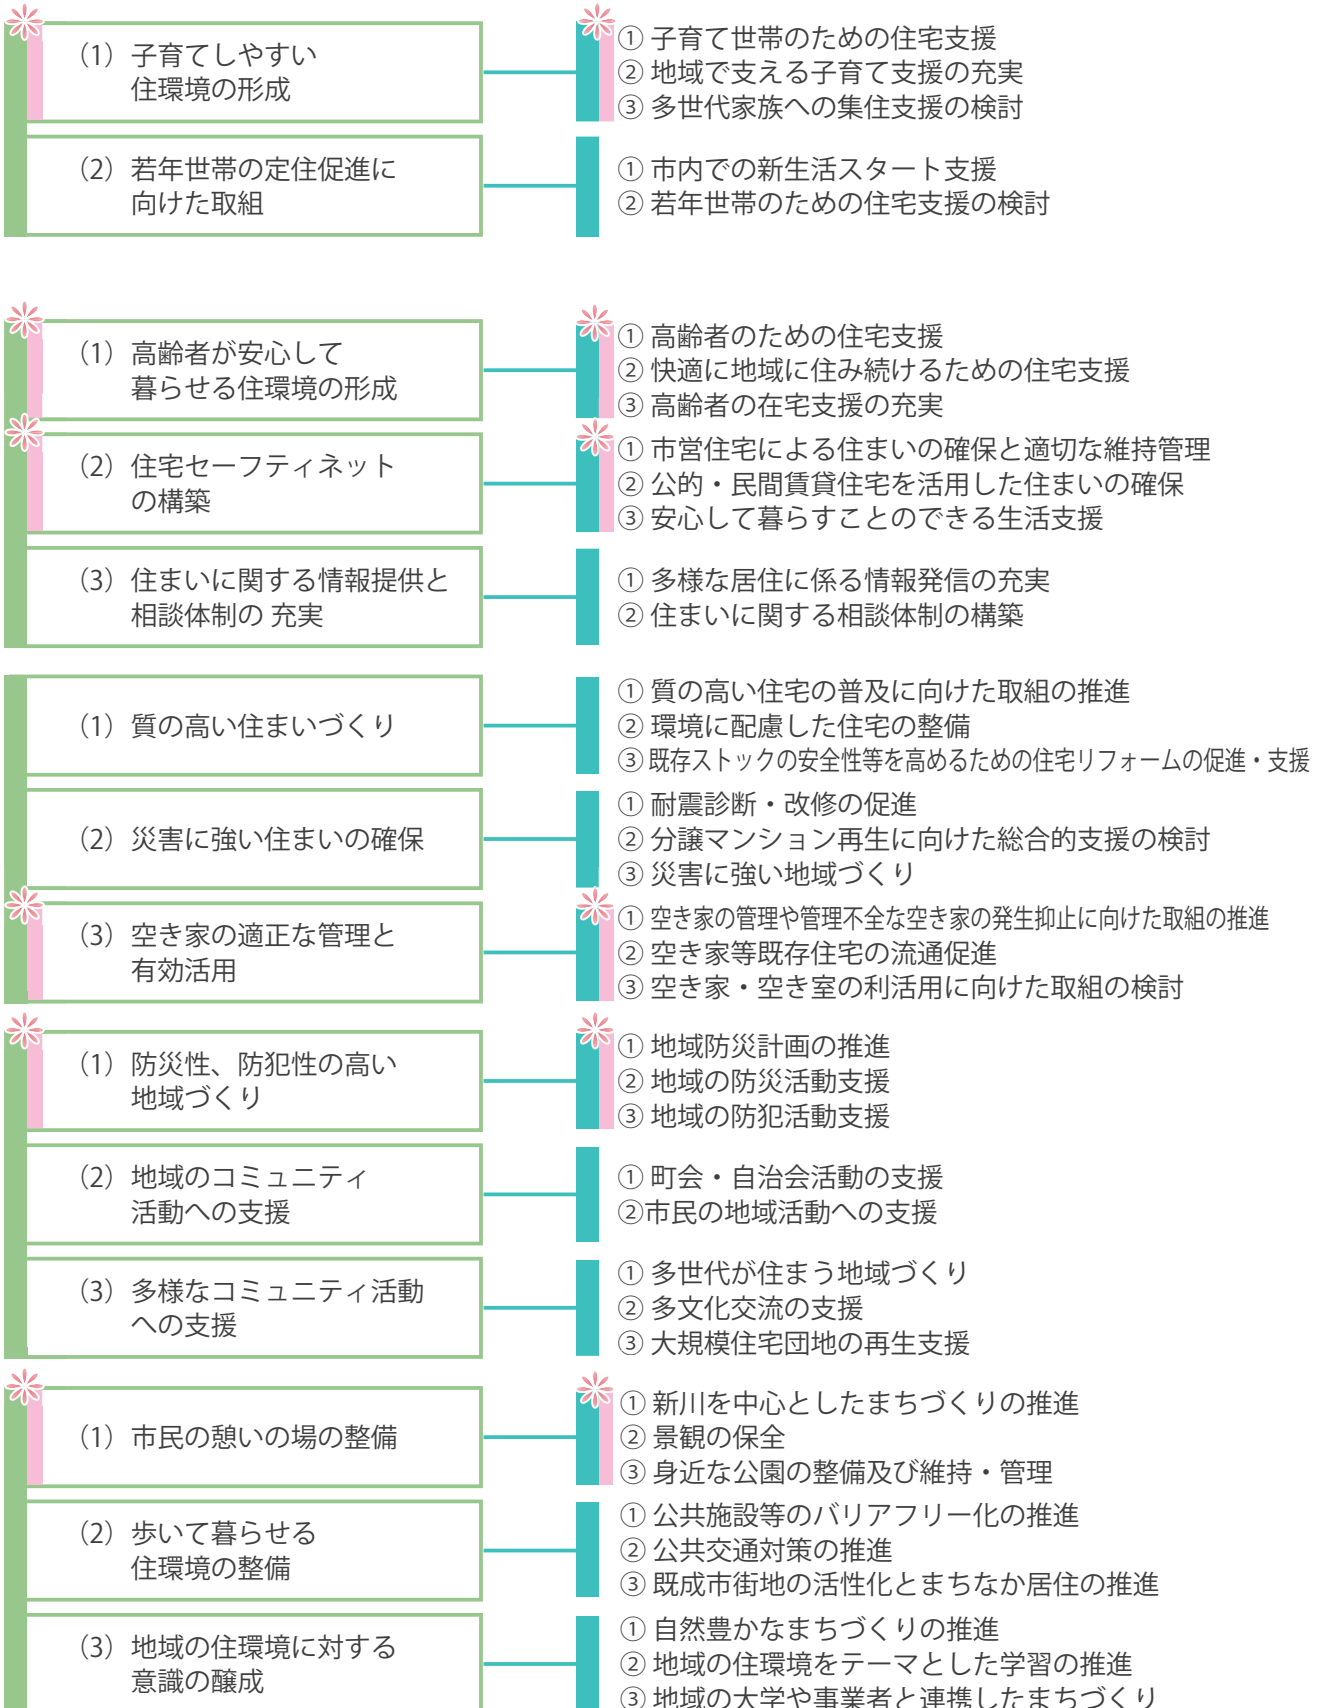 （1）子育てしやすい
住環境の形成
① 子育て世帯のための住宅支援
② 地域で支える子育て支援の充実
③ 多世代家族への集住支援の検討
（2）若年世帯の定住促進に
向けた取組
① 市内での新生活スタート支援
② 若年世帯のための住宅支援の検討
（1）高齢者が安心して
暮らせる住環境の形成
① 高齢者のための住宅支援
② 快適に地域に住み続けるための住宅支援
③ 高齢者の在宅支援の充実
（2）住宅セーフティネット
の構築
① 市営住宅による住まいの確保と適切な維持管理
② 公的・民間賃貸住宅を活用した住まいの確保
③ 安心して暮らすことのできる生活支援
（3）住まいに関する情報提供と
相談体制の 充実
① 多様な居住に係る情報発信の充実
② 住まいに関する相談体制の構築
（1）質の高い住まいづくり
① 質の高い住宅の普及に向けた取組の推進
② 環境に配慮した住宅の整備
③ 既存ストックの安全性等を高めるための住宅リフォームの促進・支援
（2）災害に強い住まいの確保
① 耐震診断・改修の促進
② 分譲マンション再生に向けた総合的支援の検討
③ 災害に強い地域づくり
（3）空き家の適正な管理と
有効活用
① 空き家の管理や管理不全な空き家の発生抑止に向けた取組の推進
② 空き家等既存住宅の流通促進
③ 空き家・空き室の利活用に向けた取組の検討
（1）防災性、防犯性の高い
地域づくり
① 地域防災計画の推進
② 地域の防災活動支援
③ 地域の防犯活動支援
（2）地域のコミュニティ
活動への支援
① 町会・自治会活動の支援
②市民の地域活動への支援
（3）多様なコミュニティ活動
への支援
① 多世代が住まう地域づくり
② 多文化交流の支援
③ 大規模住宅団地の再生支援
（1）市民の憩いの場の整備
① 新川を中心としたまちづくりの推進
② 景観の保全
③ 身近な公園の整備及び維持・管理
（2）歩いて暮らせる
住環境の整備
① 公共施設等のバリアフリー化の推進
② 公共交通対策の推進
③ 既成市街地の活性化とまちなか居住の推進
（3）地域の住環境に対する
意識の醸成
① 自然豊かなまちづくりの推進
② 地域の住環境をテーマとした学習の推進
③ 地域の大学や事業者と連携したまちづくり